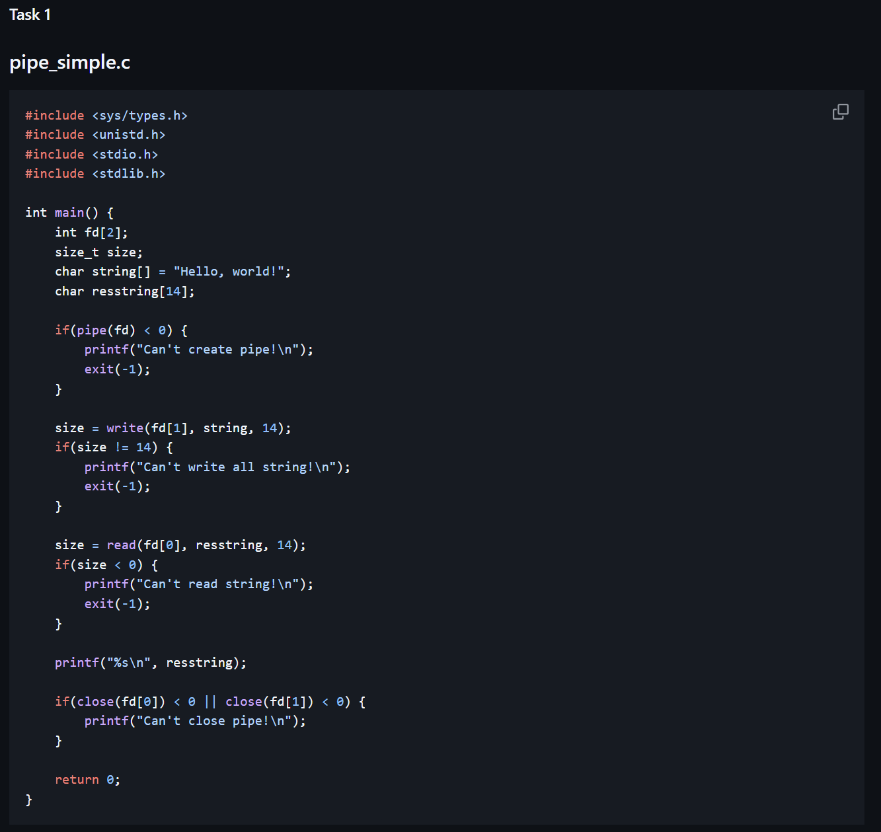 Task 1
pipe_simple.c
#include <sys/types.h>
#include <unistd.h>
#include <stdio.h>
#include <stdlib.h>

int main() {
    int fd[2];
    size_t size;
    char string[] = "Hello, world!";
    char resstring[14];

    if(pipe(fd) < 0) {
        printf("Can't create pipe!\n");
        exit(-1);
    }

    size = write(fd[1], string, 14);
    if(size != 14) {
        printf("Can't write all string!\n");
        exit(-1);
    }

    size = read(fd[0], resstring, 14);
    if(size < 0) {
        printf("Can't read string!\n");
        exit(-1);
    }

    printf("%s\n", resstring);

    if(close(fd[0]) < 0 || close(fd[1]) < 0) {
        printf("Can't close pipe!\n");
    }

    return 0;
}